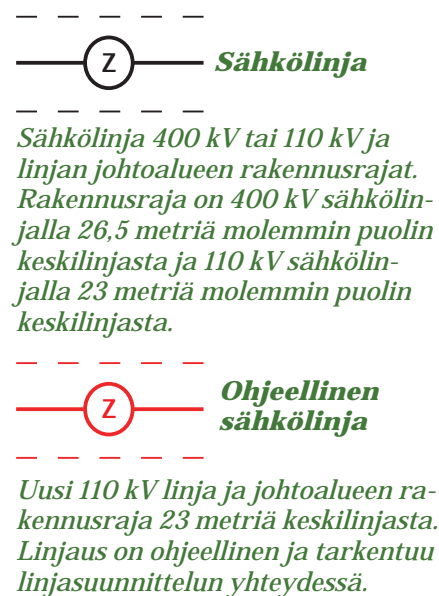 Z Sähkölinja
Sähkölinja 400 kV tai 110 kV ja
linjan johtoalueen rakennusrajat.
Rakennusraja on 400 kV sähkölin-
jalla 26,5 metriä molemmin puolin
keskilinjasta ja 110 kV sähkölin-
jalla 23 metriä molemmin puolin
keskilinjasta.
Z Ohjeellinen
sähkölinja
Uusi 110 kV linja ja johtoalueen ra-
kennusraja 23 metriä keskilinjasta.
Linjaus on ohjeellinen ja tarkentuu
linjasuunnittelun yhteydessä.